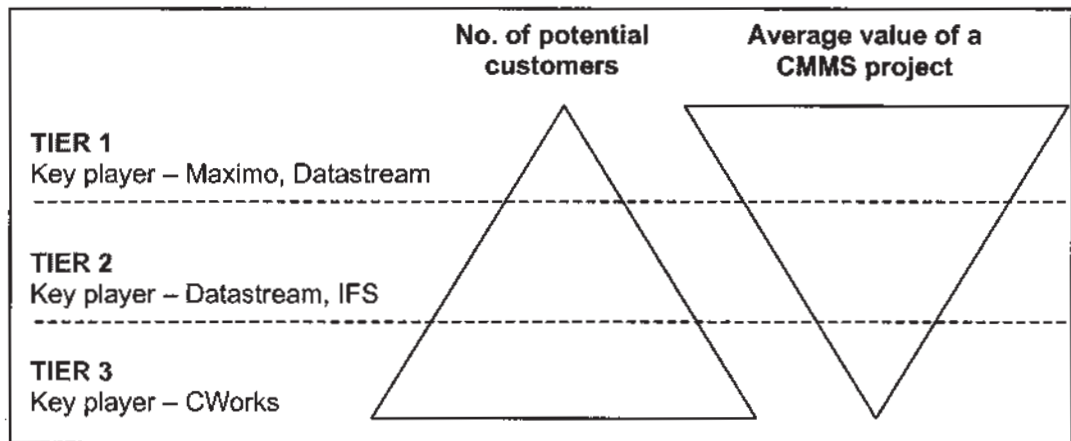 No. of potential
customers
Average value of a
CMMS project
TIER 1
Key player – Maximo, Datastream
TIER 2
Key player – Datastream, IFS
TIER 3
Key player – CWorks